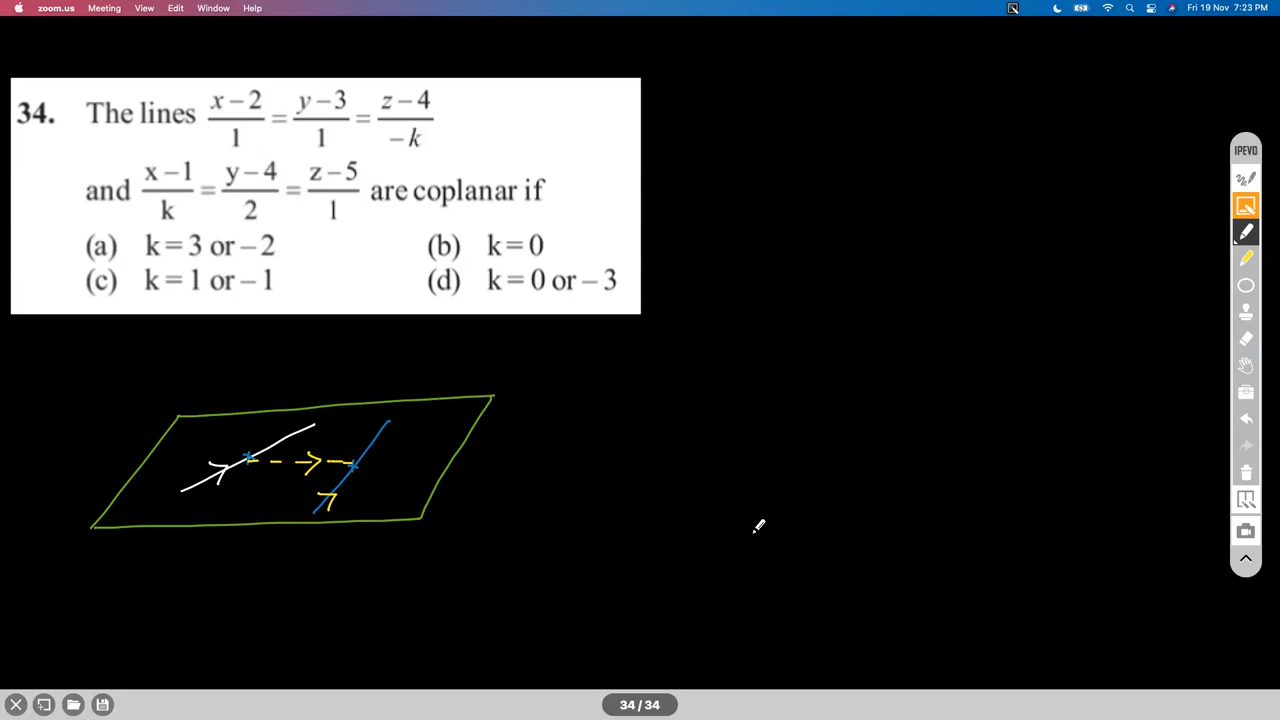 zoom.us Meeting View Edit Window Help Fri 19 Nov 7:23 PM
34. The lines x−2/1 = y−3/1 = z−4/−k
and x−1/k = y−4/2 = z−5/1 are coplanar if
(a) k=3 or −2 (b) k=0
(c) k=1 or −1 (d) k=0 or −3
IPEVO
34 / 34